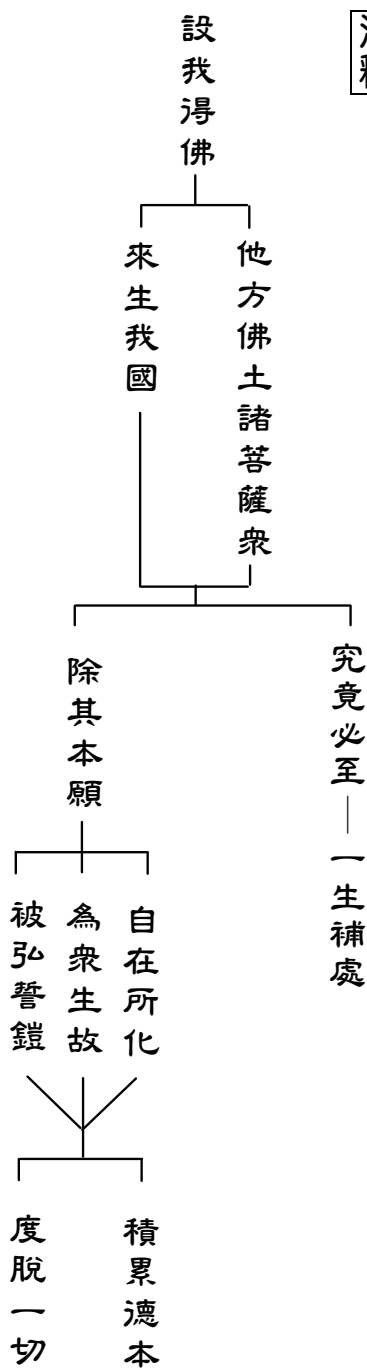 設我得佛
他方佛土諸菩薩衆
來生我國
究竟必至｜一生補處
除其本願
自在所化
為衆生故
被弘誓鎧
積累德本
度脫一切